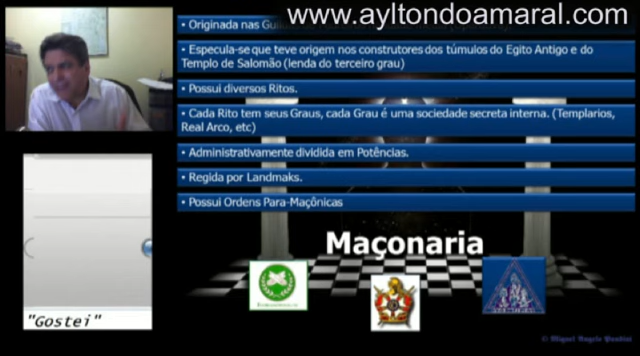 www.ayltondoamaral.com
• Originada nas
• Especula-se que teve origem nos construtores dos túmulos do Egito Antigo e do
Templo de Salomão (lenda do terceiro grau)
• Possui diversos Ritos.
• Cada Rito tem seus Graus, cada Grau é uma sociedade secreta interna. (Templarios,
Real Arco, etc)
• Administrativamente dividida em Potências.
• Regida por Landmaks.
• Possui Ordens Para-Maçônicas
Maçonaria
"Gostei"
© Miguel Angelo